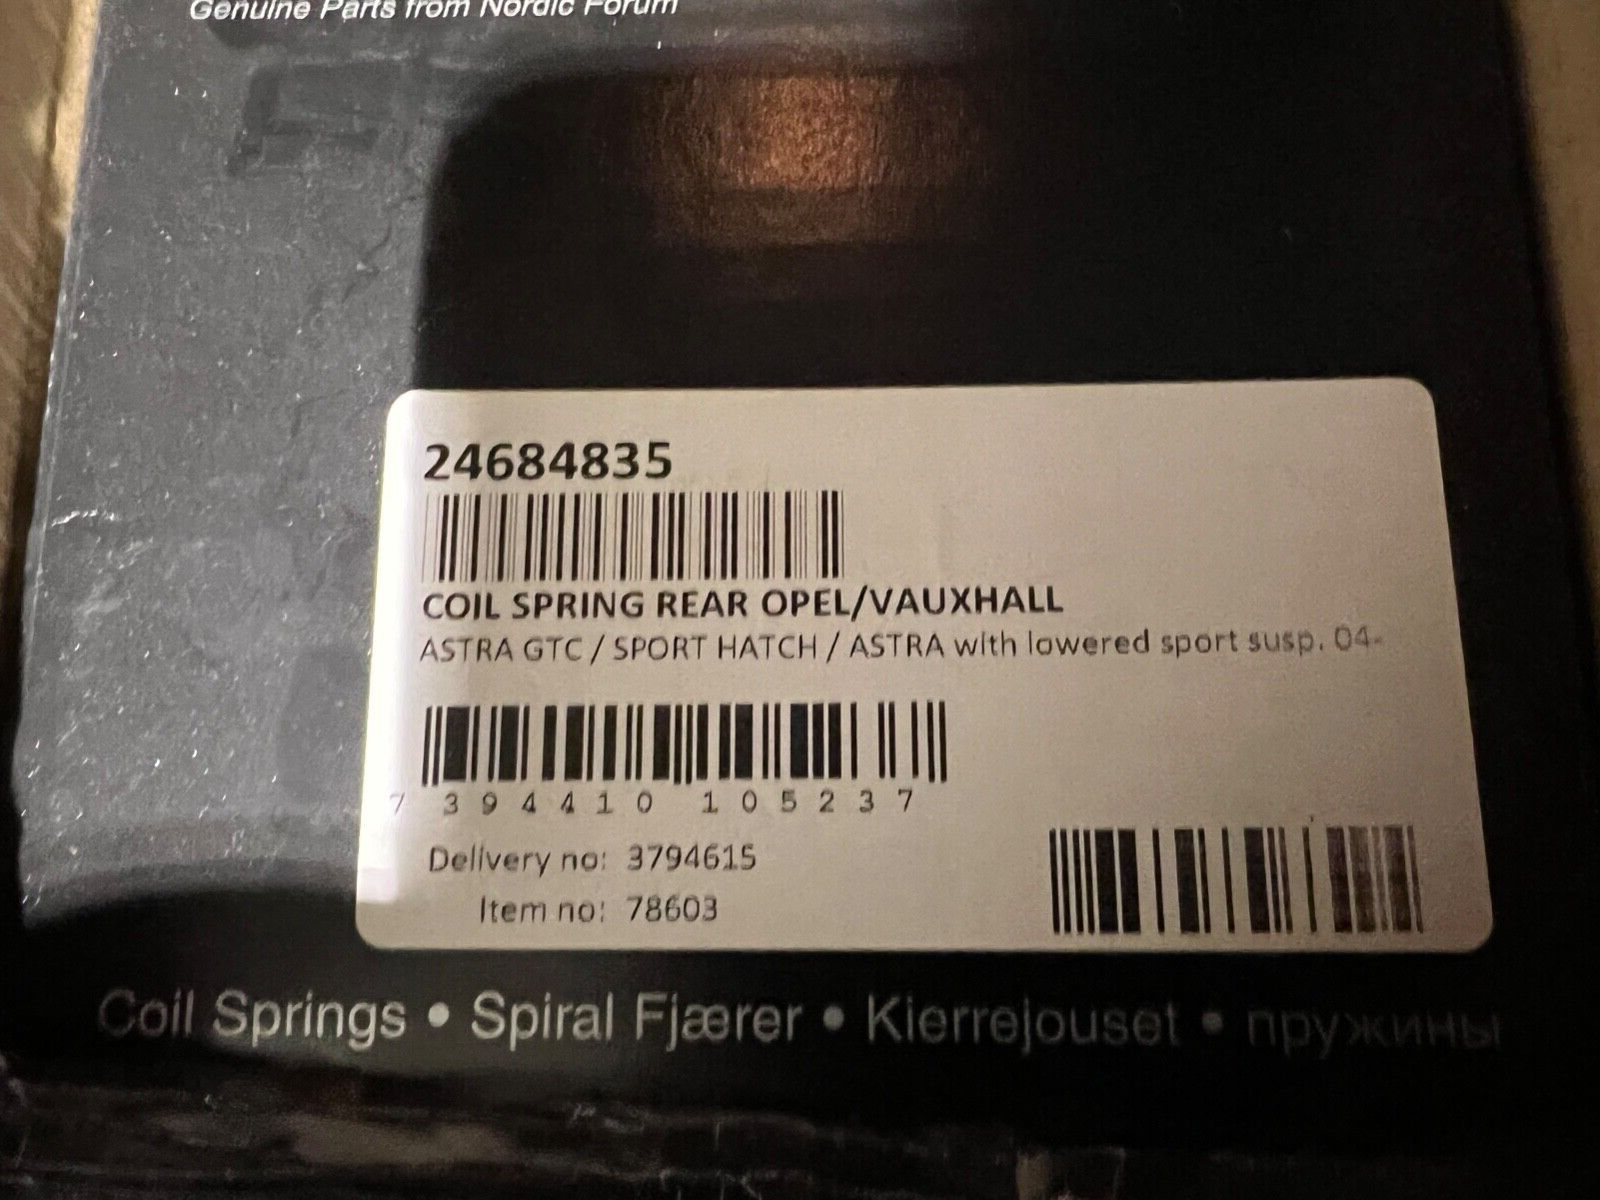 Genuine Parts from Nordic Forum
24684835
COIL SPRING REAR OPEL/VAUXHALL
ASTRA GTC / SPORT HATCH / ASTRA with lowered sport susp. 04-
7 394410 105237
Delivery no: 3794615
Item no: 78603
Coil Springs • Spiral Fjærer • Kierrejouset • пружины